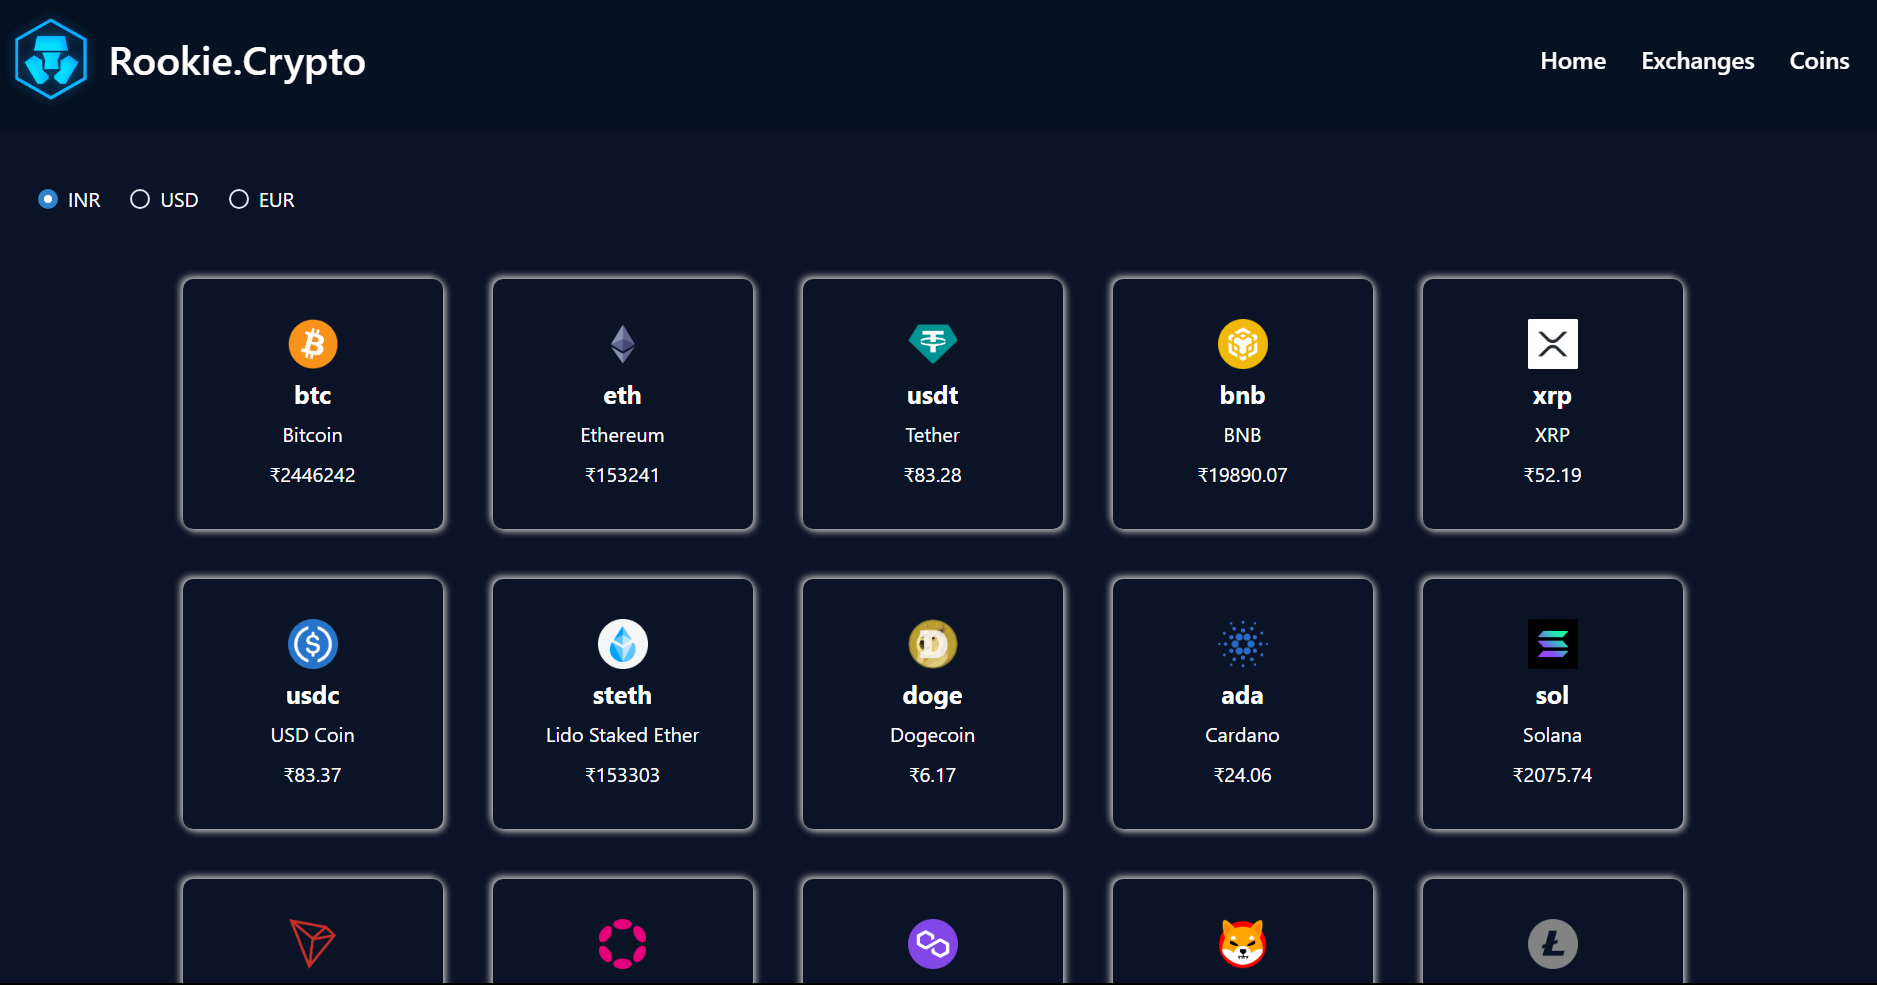 Rookie.Crypto
Home Exchanges Coins
INR USD EUR
btc
Bitcoin
₹2446242
eth
Ethereum
₹153241
usdt
Tether
₹83.28
bnb
BNB
₹19890.07
xrp
XRP
₹52.19
usdc
USD Coin
₹83.37
steth
Lido Staked Ether
₹153303
doge
Dogecoin
₹6.17
ada
Cardano
₹24.06
sol
Solana
₹2075.74